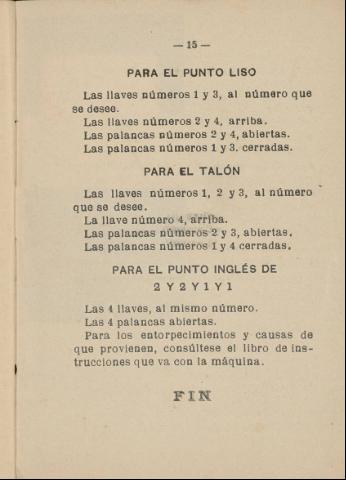 — 15 —
PARA EL PUNTO LISO
Las llaves números 1 y 3, al número que
se desee.
Las llaves números 2 y 4, arriba.
Las palancas números 2 y 4, abiertas.
Las palancas números 1 y 3. cerradas.
PARA EL TALÓN
Las llaves números 1, 2 y 3, al número
que se desee.
La llave número 4, arriba.
Las palancas números 2 y 3, abiertas.
Las palancas números 1 y 4 cerradas.
PARA EL PUNTO INGLÉS DE
2 Y 2 Y 1 Y 1
Las 4 llaves, al mismo número.
Las 4 palancas abiertas.
Para los entorpecimientos y causas de
que provienen, consúltese el libro de ins-
trucciones que va con la máquina.
FIN